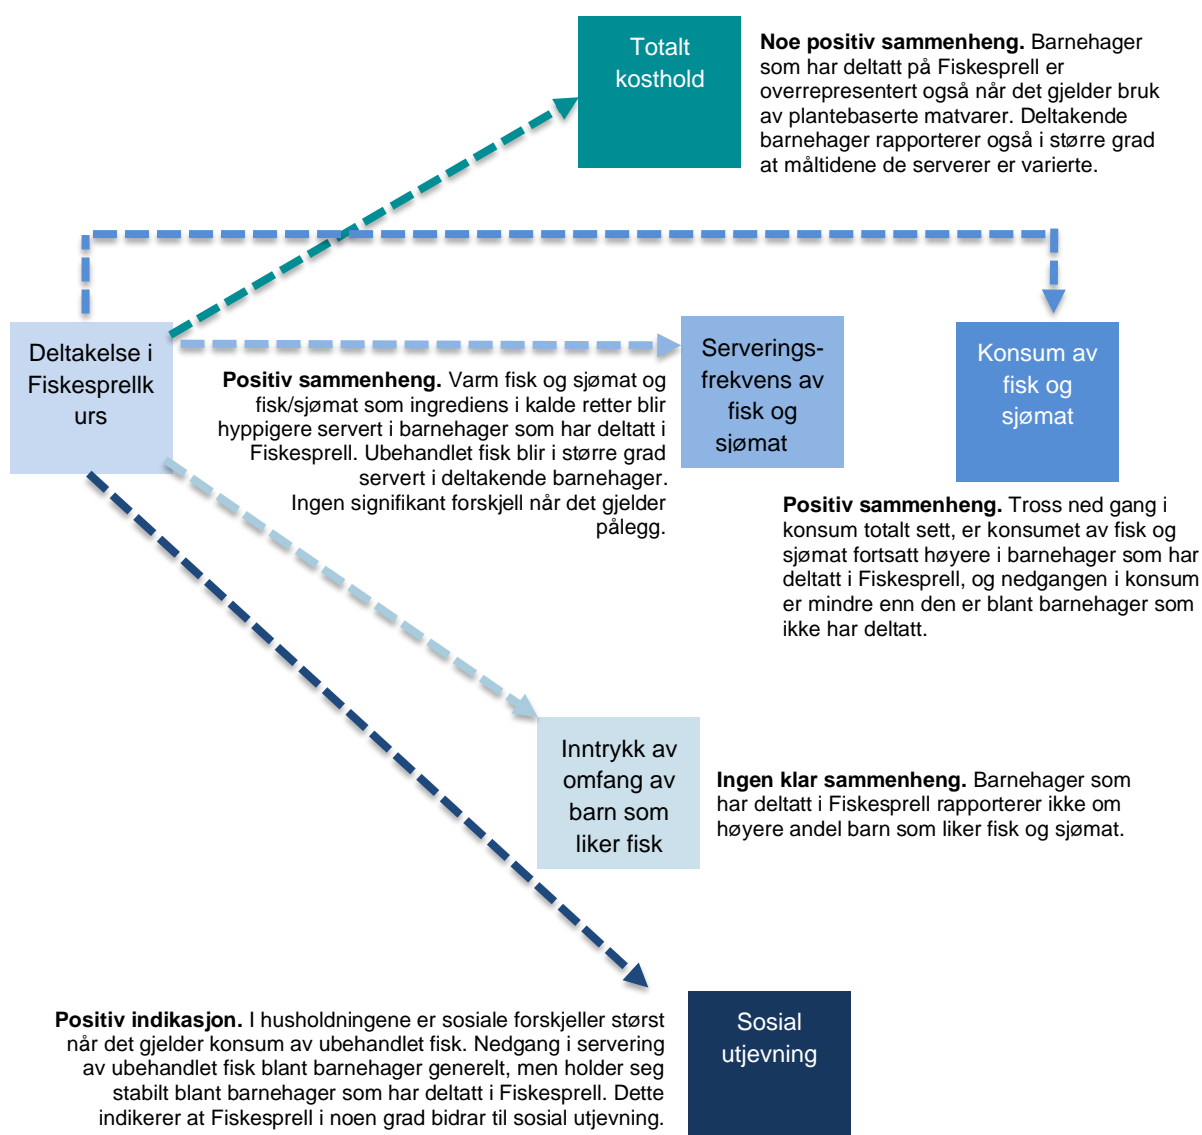 Totalt
kosthold
Noe positiv sammenheng. Barnehager
som har deltatt på Fiskesprell er
overrepresentert også når det gjelder bruk
av plantebaserte matvarer. Deltakende
barnehager rapporterer også i større grad
at måltidene de serverer er varierte.
Deltakelse i
Fiskesprellk
urs
Positiv sammenheng. Varm fisk og sjømat og
fisk/sjømat som ingrediens i kalde retter blir
hyppigere servert i barnehager som har deltatt i
Fiskesprell. Ubehandlet fisk blir i større grad
servert i deltakende barnehager.
Ingen signifikant forskjell når det gjelder
pålegg.
Serverings-
frekvens av
fisk og
sjømat
Konsum av
fisk og
sjømat
Positiv sammenheng. Tross ned gang i
konsum totalt sett, er konsumet av fisk og
sjømat fortsatt høyere i barnehager som har
deltatt i Fiskesprell, og nedgangen i konsum
er mindre enn den er blant barnehager som
ikke har deltatt.
Inntrykk av
omfang av
barn som
liker fisk
Ingen klar sammenheng. Barnehager som
har deltatt i Fiskesprell rapporterer ikke om
høyere andel barn som liker fisk og sjømat.
Positiv indikasjon. I husholdningene er sosiale forskjeller størst
når det gjelder konsum av ubehandlet fisk. Nedgang i servering
av ubehandlet fisk blant barnehager generelt, men holder seg
stabilt blant barnehager som har deltatt i Fiskesprell. Dette
indikerer at Fiskesprell i noen grad bidrar til sosial utjevning.
Sosial
utjevning